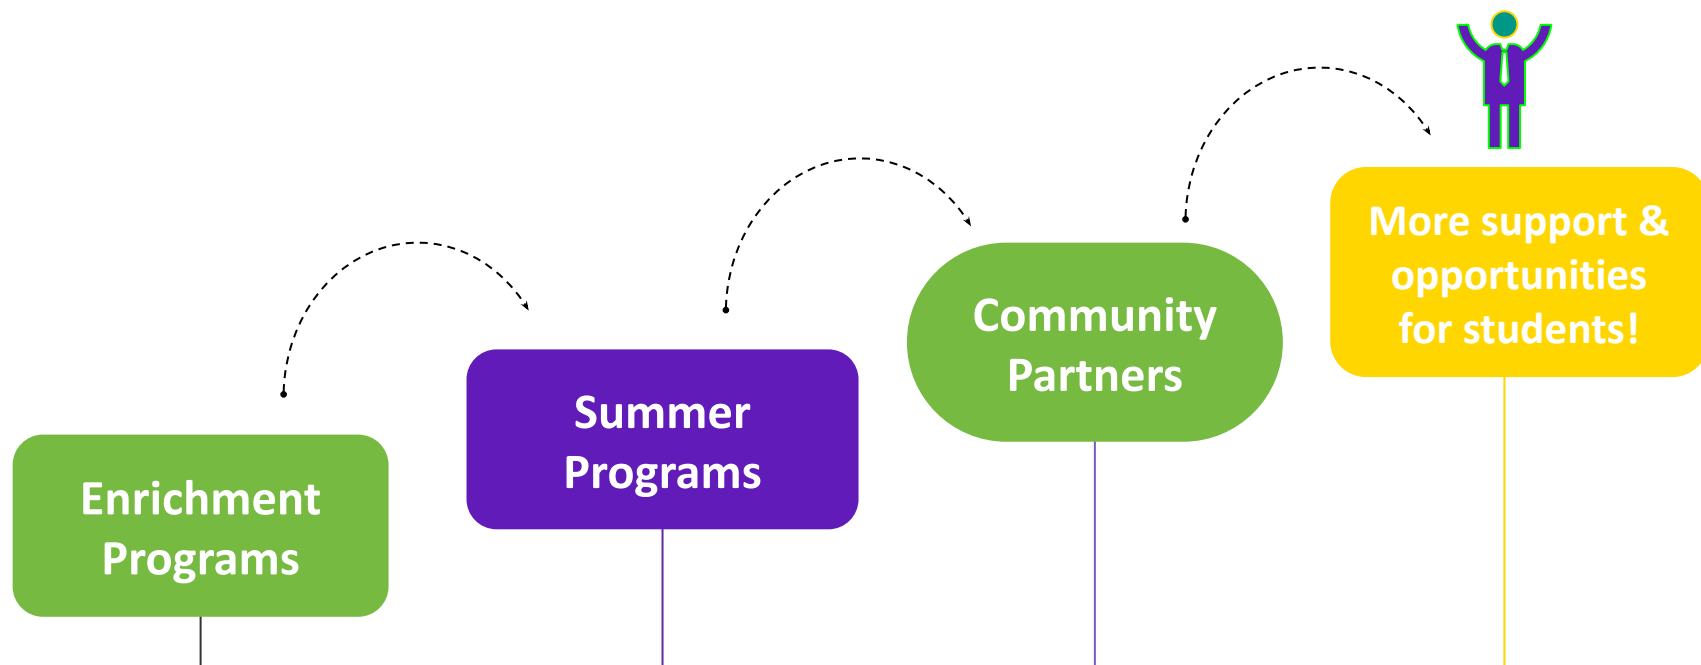 Enrichment
Programs
Summer
Programs
Community
Partners
More support &
opportunities
for students!